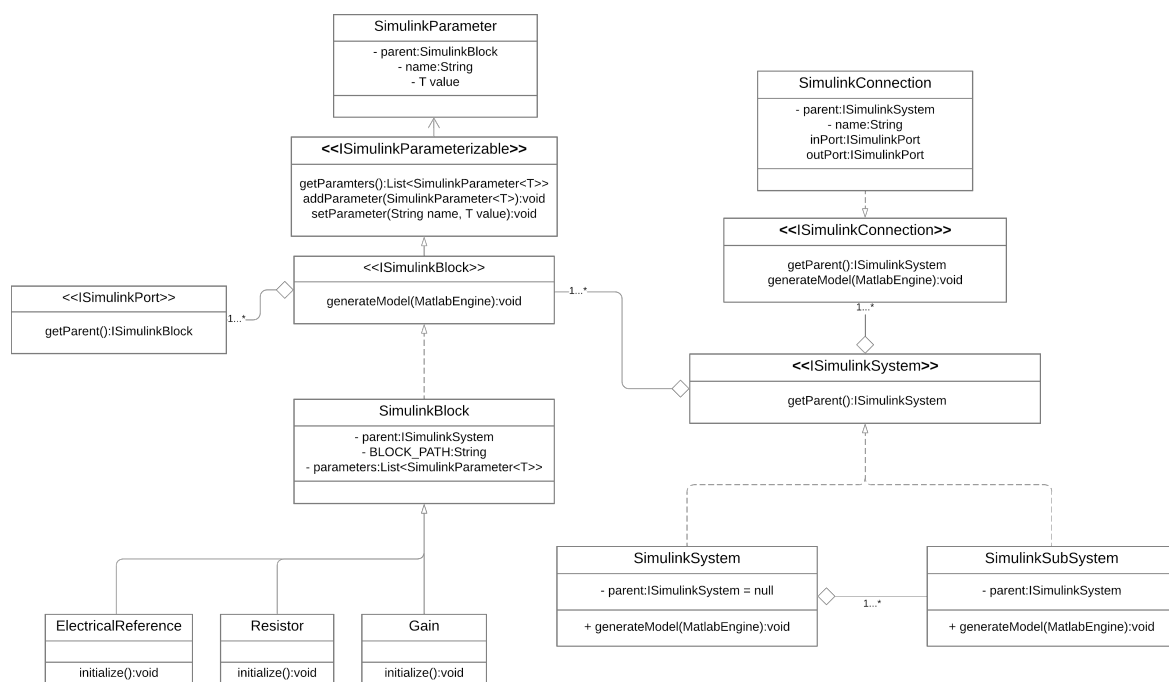 SimulinkParameter
- parent:SimulinkBlock
- name:String
- T value
SimulinkConnection
- parent:ISimulinkSystem
- name:String
inPort:ISimulinkPort
outPort:ISimulinkPort
<<ISimulinkParameterizable>>
getParamters():List<SimulinkParameter<T>>
addParameter(SimulinkParameter<T>):void
setParameter(String name, T value):void
<<ISimulinkConnection>>
getParent():ISimulinkSystem
generateModel(MatlabEngine):void
1...*
<<ISimulinkBlock>>
generateModel(MatlabEngine):void
1...*
<<ISimulinkPort>>
getParent():ISimulinkBlock
1...*
<<ISimulinkSystem>>
getParent():ISimulinkSystem
SimulinkBlock
- parent:ISimulinkSystem
- BLOCK_PATH:String
- parameters:List<SimulinkParameter<T>>
SimulinkSystem
- parent:ISimulinkSystem = null
+ generateModel(MatlabEngine):void
1...*
SimulinkSubSystem
- parent:ISimulinkSystem
+ generateModel(MatlabEngine):void
ElectricalReference
initialize():void
Resistor
initialize():void
Gain
initialize():void